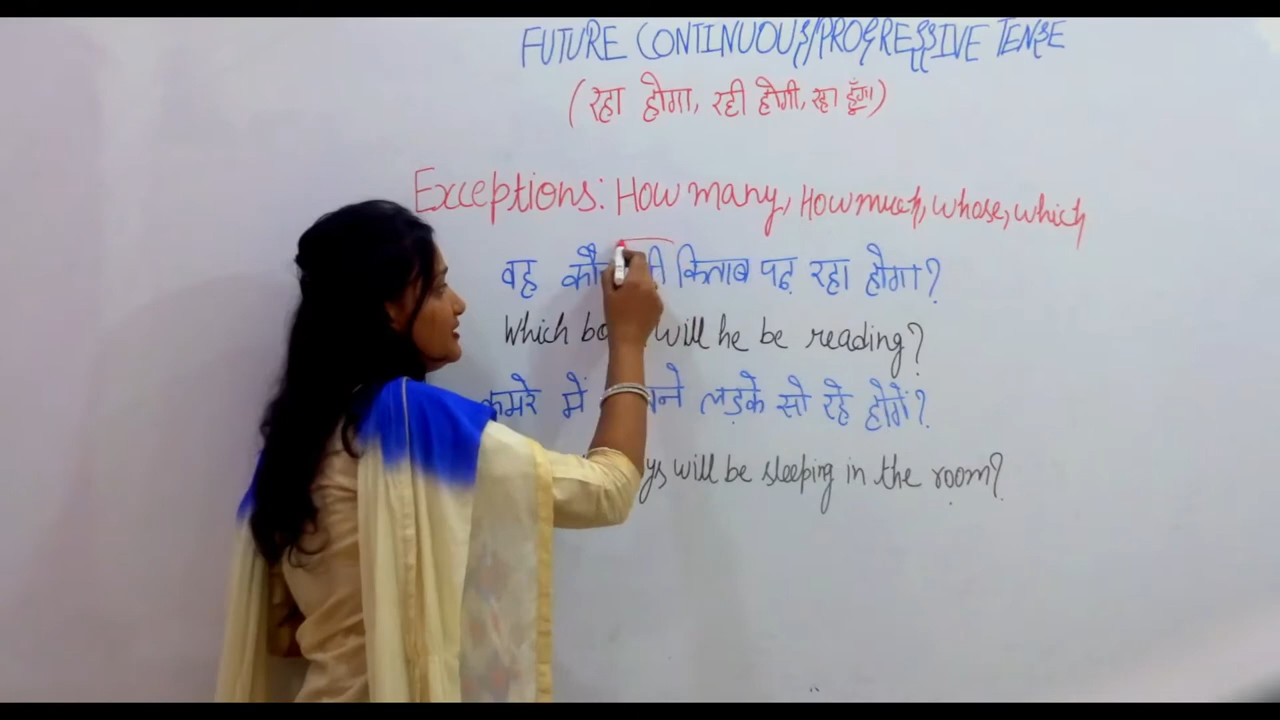 FUTURE CONTINUOUS/PROGRESSIVE TENSE
(रहा होगा, रही होगी, रहा हूँगा)
Exceptions: How many, How much, whose, which
वह किताब पढ़ रहा होगा?
Which will he be reading?
कमरे में लड़के सो रहे होगें?
will be sleeping in the room?